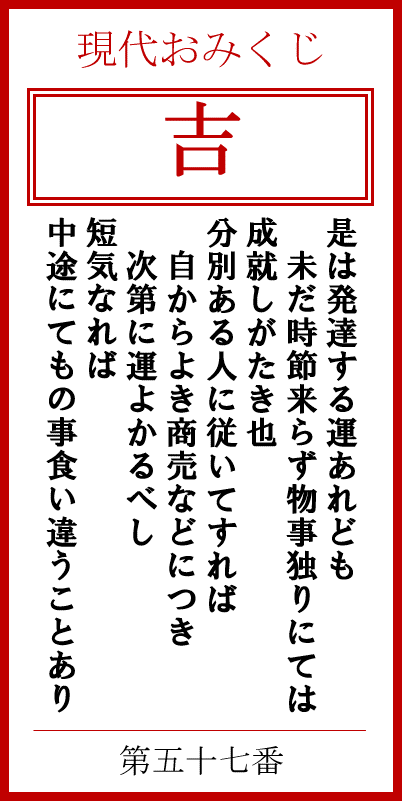 現代おみくじ
吉
是は発達する運あれども
未だ時節来らず物事独りにては
成就しがたき也
分別ある人に従いてすれば
自からよき商売などにつき
次第に運よかるべし
短気なれば
中途にてもの事食い違うことあり
第五十七番